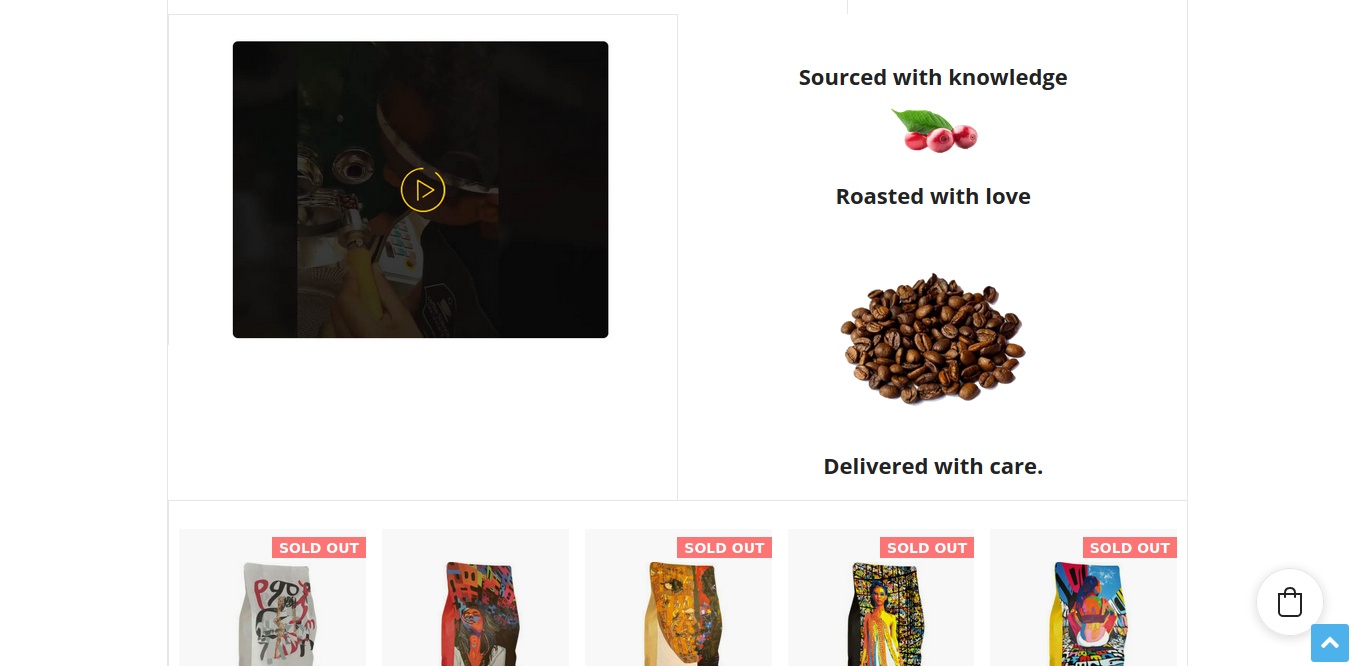 Sourced with knowledge
Roasted with love
Delivered with care.
SOLD OUT
SOLD OUT
SOLD OUT
SOLD OUT